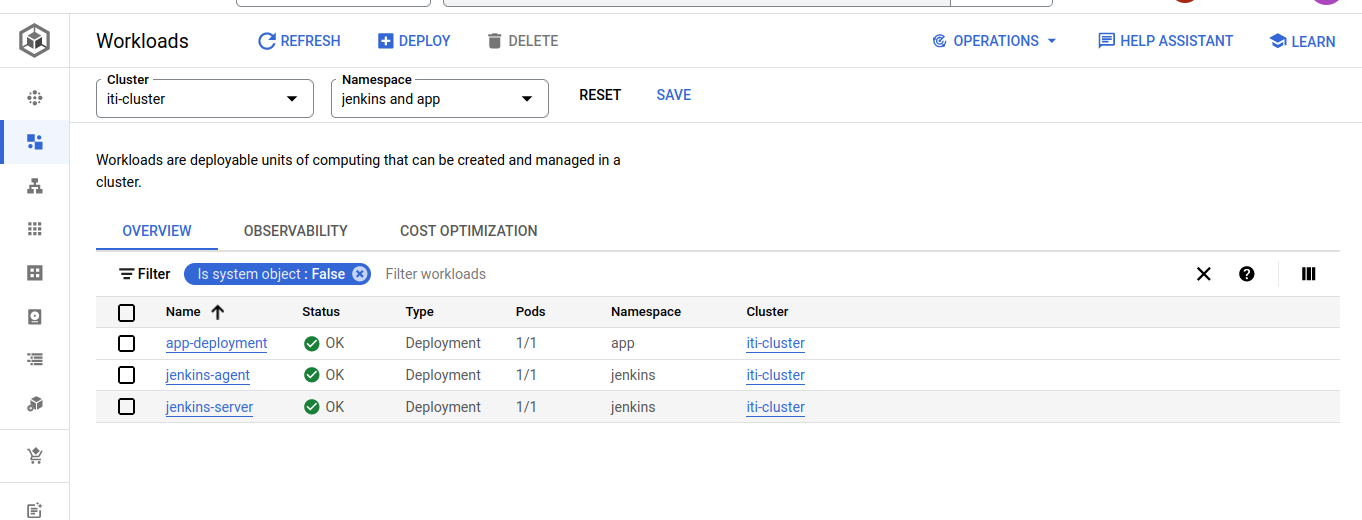 Workloads REFRESH DEPLOY DELETE OPERATIONS HELP ASSISTANT LEARN
Cluster Namespace
iti-cluster jenkins and app RESET SAVE
Workloads are deployable units of computing that can be created and managed in a
cluster.
OVERVIEW OBSERVABILITY COST OPTIMIZATION
Filter Is system object : False Filter workloads
Name Status Type Pods Namespace Cluster
app-deployment OK Deployment 1/1 app iti-cluster
jenkins-agent OK Deployment 1/1 jenkins iti-cluster
jenkins-server OK Deployment 1/1 jenkins iti-cluster